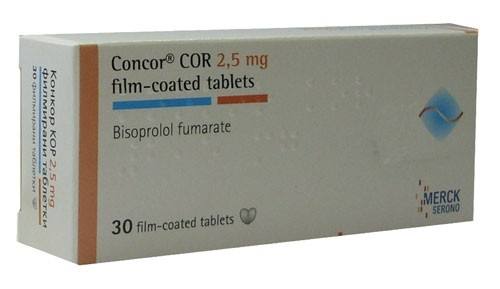 Concor® COR 2,5 mg
film-coated tablets
Bisoprolol fumarate
30 film-coated tablets
MERCK
SERONO
Конкор КОР 2,5 mg
филмирани таблетки
30 филмирани таблетки